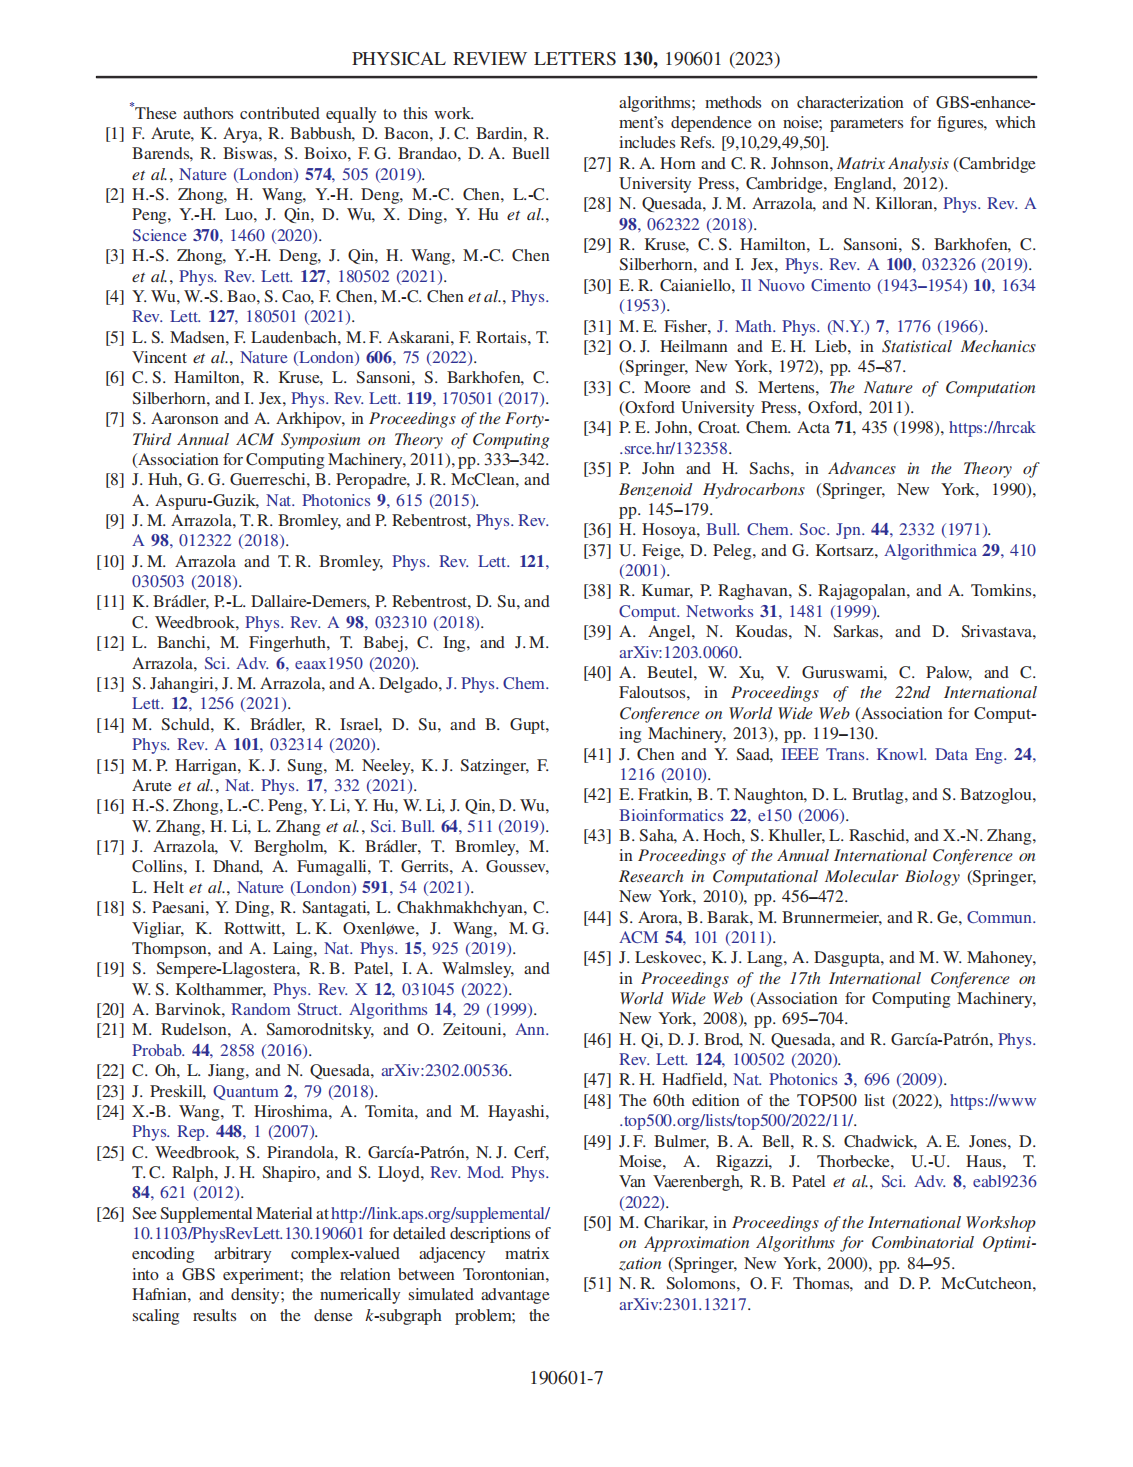 PHYSICAL REVIEW LETTERS 130, 190601 (2023)
*These authors contributed equally to this work.
[1] F. Arute, K. Arya, R. Babbush, D. Bacon, J. C. Bardin, R.
Barends, R. Biswas, S. Boixo, F. G. Brandao, D. A. Buell
et al., Nature (London) 574, 505 (2019).
[2] H.-S. Zhong, H. Wang, Y.-H. Deng, M.-C. Chen, L.-C.
Peng, Y.-H. Luo, J. Qin, D. Wu, X. Ding, Y. Hu et al.,
Science 370, 1460 (2020).
[3] H.-S. Zhong, Y.-H. Deng, J. Qin, H. Wang, M.-C. Chen
et al., Phys. Rev. Lett. 127, 180502 (2021).
[4] Y. Wu, W.-S. Bao, S. Cao, F. Chen, M.-C. Chen et al., Phys.
Rev. Lett. 127, 180501 (2021).
[5] L. S. Madsen, F. Laudenbach, M. F. Askarani, F. Rortais, T.
Vincent et al., Nature (London) 606, 75 (2022).
[6] C. S. Hamilton, R. Kruse, L. Sansoni, S. Barkhofen, C.
Silberhorn, and I. Jex, Phys. Rev. Lett. 119, 170501 (2017).
[7] S. Aaronson and A. Arkhipov, in Proceedings of the Forty-
Third Annual ACM Symposium on Theory of Computing
(Association for Computing Machinery, 2011), pp. 333–342.
[8] J. Huh, G. G. Guerreschi, B. Peropadre, J. R. McClean, and
A. Aspuru-Guzik, Nat. Photonics 9, 615 (2015).
[9] J. M. Arrazola, T. R. Bromley, and P. Rebentrost, Phys. Rev.
A 98, 012322 (2018).
[10] J. M. Arrazola and T. R. Bromley, Phys. Rev. Lett. 121,
030503 (2018).
[11] K. Brádler, P.-L. Dallaire-Demers, P. Rebentrost, D. Su, and
C. Weedbrook, Phys. Rev. A 98, 032310 (2018).
[12] L. Banchi, M. Fingerhuth, T. Babej, C. Ing, and J. M.
Arrazola, Sci. Adv. 6, eaax1950 (2020).
[13] S. Jahangiri, J. M. Arrazola, and A. Delgado, J. Phys. Chem.
Lett. 12, 1256 (2021).
[14] M. Schuld, K. Brádler, R. Israel, D. Su, and B. Gupt,
Phys. Rev. A 101, 032314 (2020).
[15] M. P. Harrigan, K. J. Sung, M. Neeley, K. J. Satzinger, F.
Arute et al., Nat. Phys. 17, 332 (2021).
[16] H.-S. Zhong, L.-C. Peng, Y. Li, Y. Hu, W. Li, J. Qin, D. Wu,
W. Zhang, H. Li, L. Zhang et al., Sci. Bull. 64, 511 (2019).
[17] J. Arrazola, V. Bergholm, K. Brádler, T. Bromley, M.
Collins, I. Dhand, A. Fumagalli, T. Gerrits, A. Goussev,
L. Helt et al., Nature (London) 591, 54 (2021).
[18] S. Paesani, Y. Ding, R. Santagati, L. Chakhmakhchyan, C.
Vigliar, K. Rottwitt, L. K. Oxenløwe, J. Wang, M. G.
Thompson, and A. Laing, Nat. Phys. 15, 925 (2019).
[19] S. Sempere-Llagostera, R. B. Patel, I. A. Walmsley, and
W. S. Kolthammer, Phys. Rev. X 12, 031045 (2022).
[20] A. Barvinok, Random Struct. Algorithms 14, 29 (1999).
[21] M. Rudelson, A. Samorodnitsky, and O. Zeitouni, Ann.
Probab. 44, 2858 (2016).
[22] C. Oh, L. Jiang, and N. Quesada, arXiv:2302.00536.
[23] J. Preskill, Quantum 2, 79 (2018).
[24] X.-B. Wang, T. Hiroshima, A. Tomita, and M. Hayashi,
Phys. Rep. 448, 1 (2007).
[25] C. Weedbrook, S. Pirandola, R. García-Patrón, N. J. Cerf,
T. C. Ralph, J. H. Shapiro, and S. Lloyd, Rev. Mod. Phys.
84, 621 (2012).
[26] See Supplemental Material at http://link.aps.org/supplemental/
10.1103/PhysRevLett.130.190601 for detailed descriptions of
encoding arbitrary complex-valued adjacency matrix
into a GBS experiment; the relation between Torontonian,
Hafnian, and density; the numerically simulated advantage
scaling results on the dense k-subgraph problem; the
algorithms; methods on characterization of GBS-enhance-
ment's dependence on noise; parameters for figures, which
includes Refs. [9,10,29,49,50].
[27] R. A. Horn and C. R. Johnson, Matrix Analysis (Cambridge
University Press, Cambridge, England, 2012).
[28] N. Quesada, J. M. Arrazola, and N. Killoran, Phys. Rev. A
98, 062322 (2018).
[29] R. Kruse, C. S. Hamilton, L. Sansoni, S. Barkhofen, C.
Silberhorn, and I. Jex, Phys. Rev. A 100, 032326 (2019).
[30] E. R. Caianiello, Il Nuovo Cimento (1943–1954) 10, 1634
(1953).
[31] M. E. Fisher, J. Math. Phys. (N.Y.) 7, 1776 (1966).
[32] O. J. Heilmann and E. H. Lieb, in Statistical Mechanics
(Springer, New York, 1972), pp. 45–87.
[33] C. Moore and S. Mertens, The Nature of Computation
(Oxford University Press, Oxford, 2011).
[34] P. E. John, Croat. Chem. Acta 71, 435 (1998), https://hrcak
.srce.hr/132358.
[35] P. John and H. Sachs, in Advances in the Theory of
Benzenoid Hydrocarbons (Springer, New York, 1990),
pp. 145–179.
[36] H. Hosoya, Bull. Chem. Soc. Jpn. 44, 2332 (1971).
[37] U. Feige, D. Peleg, and G. Kortsarz, Algorithmica 29, 410
(2001).
[38] R. Kumar, P. Raghavan, S. Rajagopalan, and A. Tomkins,
Comput. Networks 31, 1481 (1999).
[39] A. Angel, N. Koudas, N. Sarkas, and D. Srivastava,
arXiv:1203.0060.
[40] A. Beutel, W. Xu, V. Guruswami, C. Palow, and C.
Faloutsos, in Proceedings of the 22nd International
Conference on World Wide Web (Association for Comput-
ing Machinery, 2013), pp. 119–130.
[41] J. Chen and Y. Saad, IEEE Trans. Knowl. Data Eng. 24,
1216 (2010).
[42] E. Fratkin, B. T. Naughton, D. L. Brutlag, and S. Batzoglou,
Bioinformatics 22, e150 (2006).
[43] B. Saha, A. Hoch, S. Khuller, L. Raschid, and X.-N. Zhang,
in Proceedings of the Annual International Conference on
Research in Computational Molecular Biology (Springer,
New York, 2010), pp. 456–472.
[44] S. Arora, B. Barak, M. Brunnermeier, and R. Ge, Commun.
ACM 54, 101 (2011).
[45] J. Leskovec, K. J. Lang, A. Dasgupta, and M. W. Mahoney,
in Proceedings of the 17th International Conference on
World Wide Web (Association for Computing Machinery,
New York, 2008), pp. 695–704.
[46] H. Qi, D. J. Brod, N. Quesada, and R. García-Patrón, Phys.
Rev. Lett. 124, 100502 (2020).
[47] R. H. Hadfield, Nat. Photonics 3, 696 (2009).
[48] The 60th edition of the TOP500 list (2022), https://www
.top500.org/lists/top500/2022/11/.
[49] J. F. Bulmer, B. A. Bell, R. S. Chadwick, A. E. Jones, D.
Moise, A. Rigazzi, J. Thorbecke, U.-U. Haus, T.
Van Vaerenbergh, R. B. Patel et al., Sci. Adv. 8, eabl9236
(2022).
[50] M. Charikar, in Proceedings of the International Workshop
on Approximation Algorithms for Combinatorial Optimi-
zation (Springer, New York, 2000), pp. 84–95.
[51] N. R. Solomons, O. F. Thomas, and D. P. McCutcheon,
arXiv:2301.13217.
190601-7